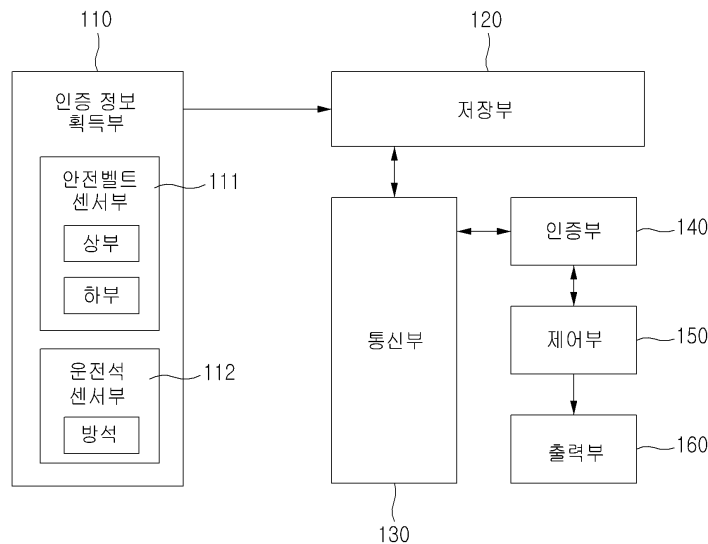 110
인증 정보
획득부
안전벨트
센서부
111
상부
하부
운전석
센서부
112
방석
120
저장부
통신부
130
인증부
140
제어부
150
출력부
160